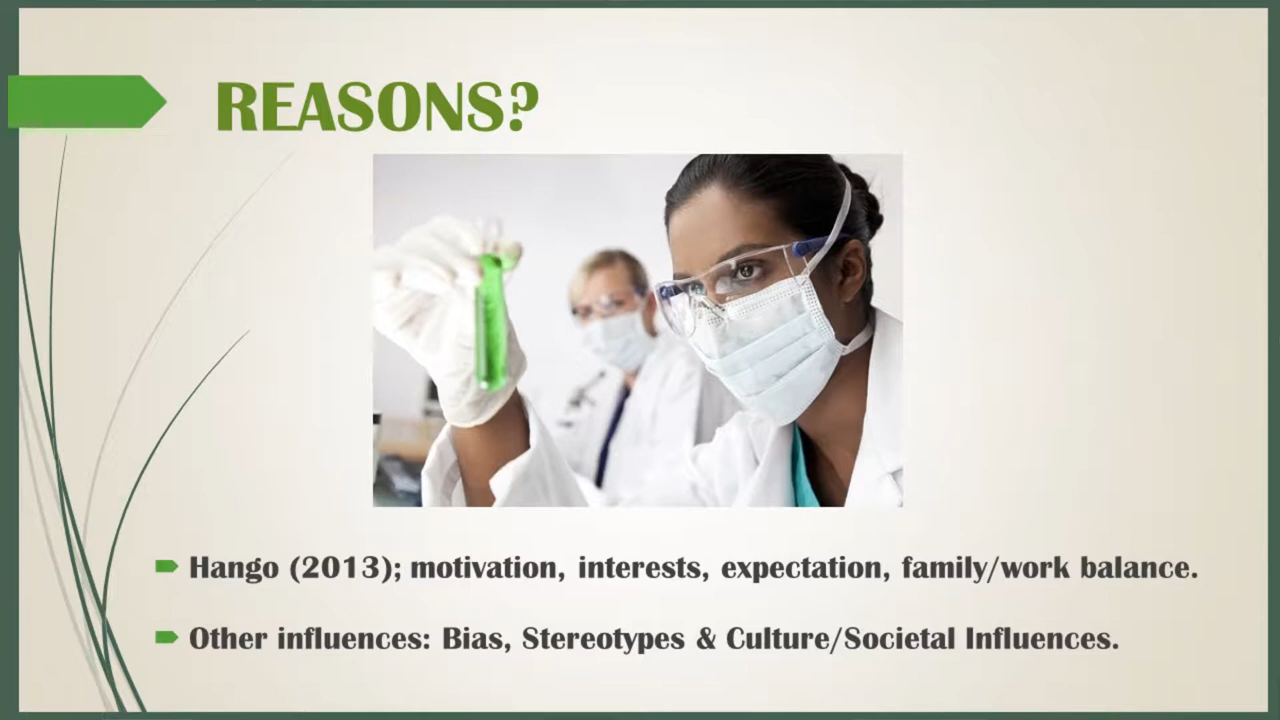 REASONS?
Hango (2013); motivation, interests, expectation, family/work balance.
Other influences: Bias, Stereotypes & Culture/Societal Influences.